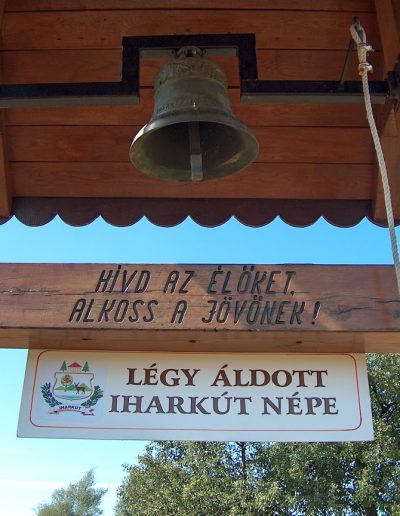 HÍVD AZ ÉLŐKET,
ALKOSS A JÖVŐNEK!
LÉGY ÁLDOTT
IHARKÚT NÉPE
IHARKÚT